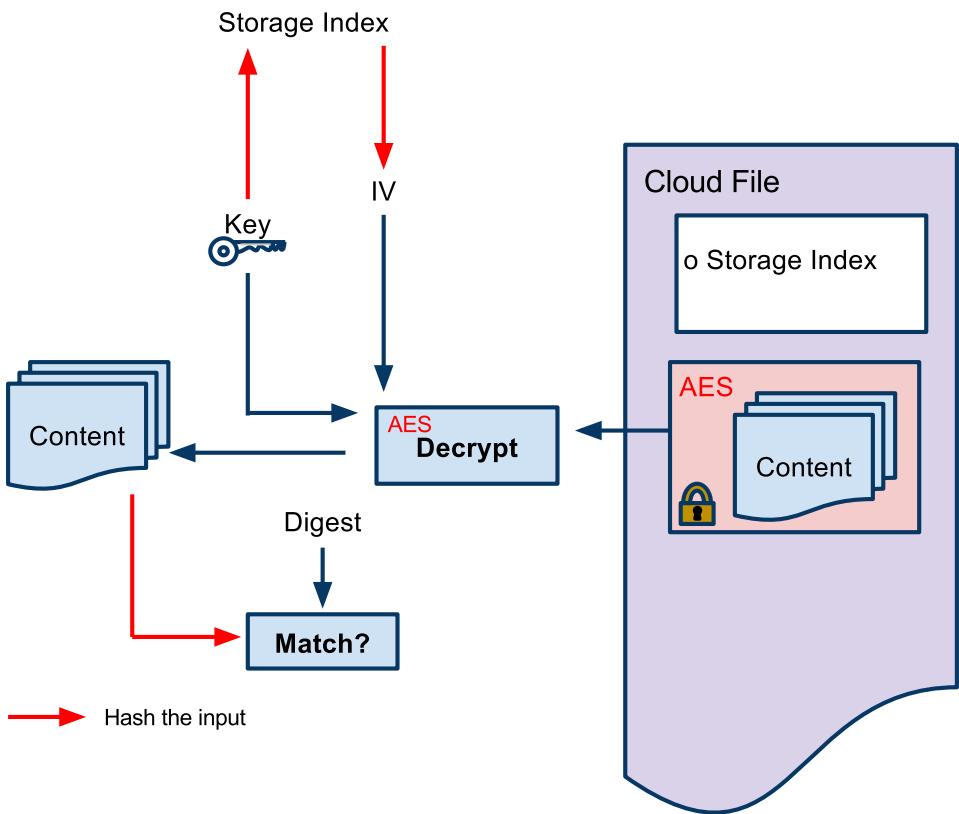 Storage Index
IV
Key
Cloud File
o Storage Index
AES
Content
AES
Decrypt
Content
Digest
Match?
Hash the input